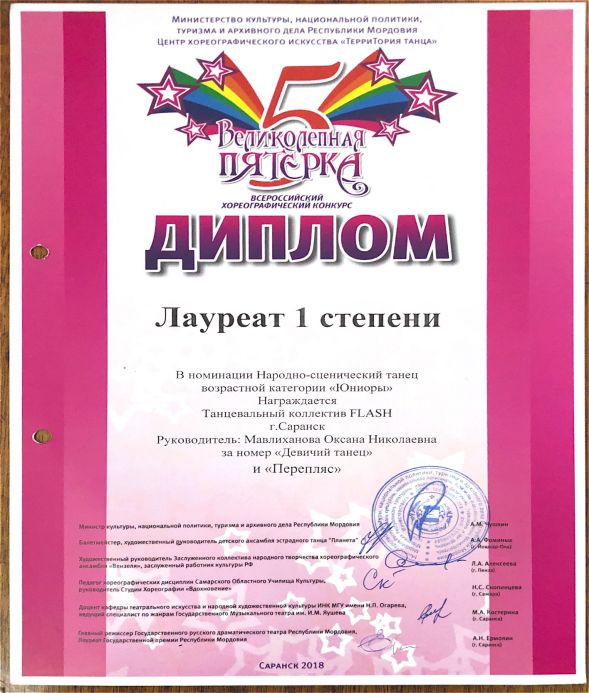 Министерство культуры, национальной политики,
туризма и архивного дела Республики Мордовия
Центр хореографического искусства «ТерриТория танца»
5
Великолепная
ПЯТЁРКА
ВСЕРОССИЙСКИЙ
ХОРЕОГРАФИЧЕСКИЙ КОНКУРС
ДИПЛОМ
Лауреат 1 степени
В номинации Народно-сценический танец
возрастной категории «Юниоры»
Награждается
Танцевальный коллектив FLASH
г.Саранск
Руководитель: Мавлиханова Оксана Николаевна
за номер «Девичий танец»
и «Перепляс»
Министр культуры, национальной политики, туризма и архивного дела Республики Мордовия А.М. Чушкин
Балетмейстер, художественный руководитель детского ансамбля эстрадного танца "Планета" А.А. Фоминых
(г. Йошкар-Ола)
Художественный руководитель Заслуженного коллектива народного творчества хореографического
ансамбля «Вензеля», заслуженный работник культуры РФ Л.А. Алексеева
(г. Пенза)
Педагог хореографических дисциплин Самарского Областного Училища Культуры,
руководитель Студии Хореографии «Вдохновение» Н.С. Скопинцева
(г. Самара)
Доцент кафедры театрального искусства и народной художественной культуры ИНК МГУ имени Н.П. Огарева,
ведущий специалист по жанрам Государственного Музыкального театра им. И.М. Яушева М.А. Костерина
(г. Саранск)
Главный режиссер Государственного русского драматического театра Республики Мордовия,
Лауреат Государственной премии Республики Мордовия А.Н. Ермолин
(г. Саранск)
Саранск 2018